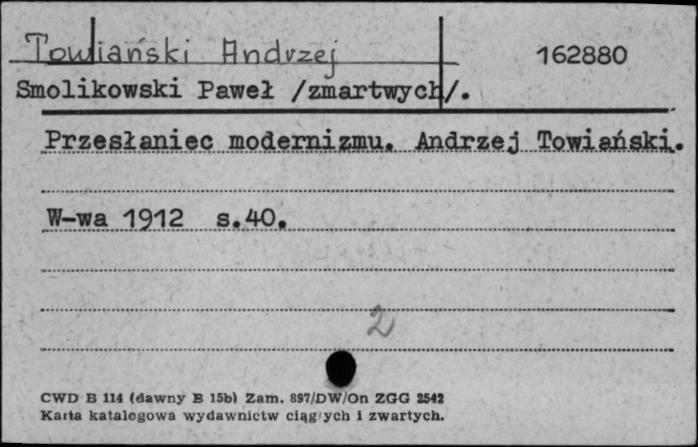 Towiański Andrzej
162880
Smolikowski Paweł /zmartwych/.
Przesłaniec modernizmu. Andrzej Towiański.
W-wa 1912 s.40.
2
CWD B 114 (dawny B 15b) Zam. 897/DW/On ZGG 2542
Karta katalogowa wydawnictw ciągłych i zwartych.